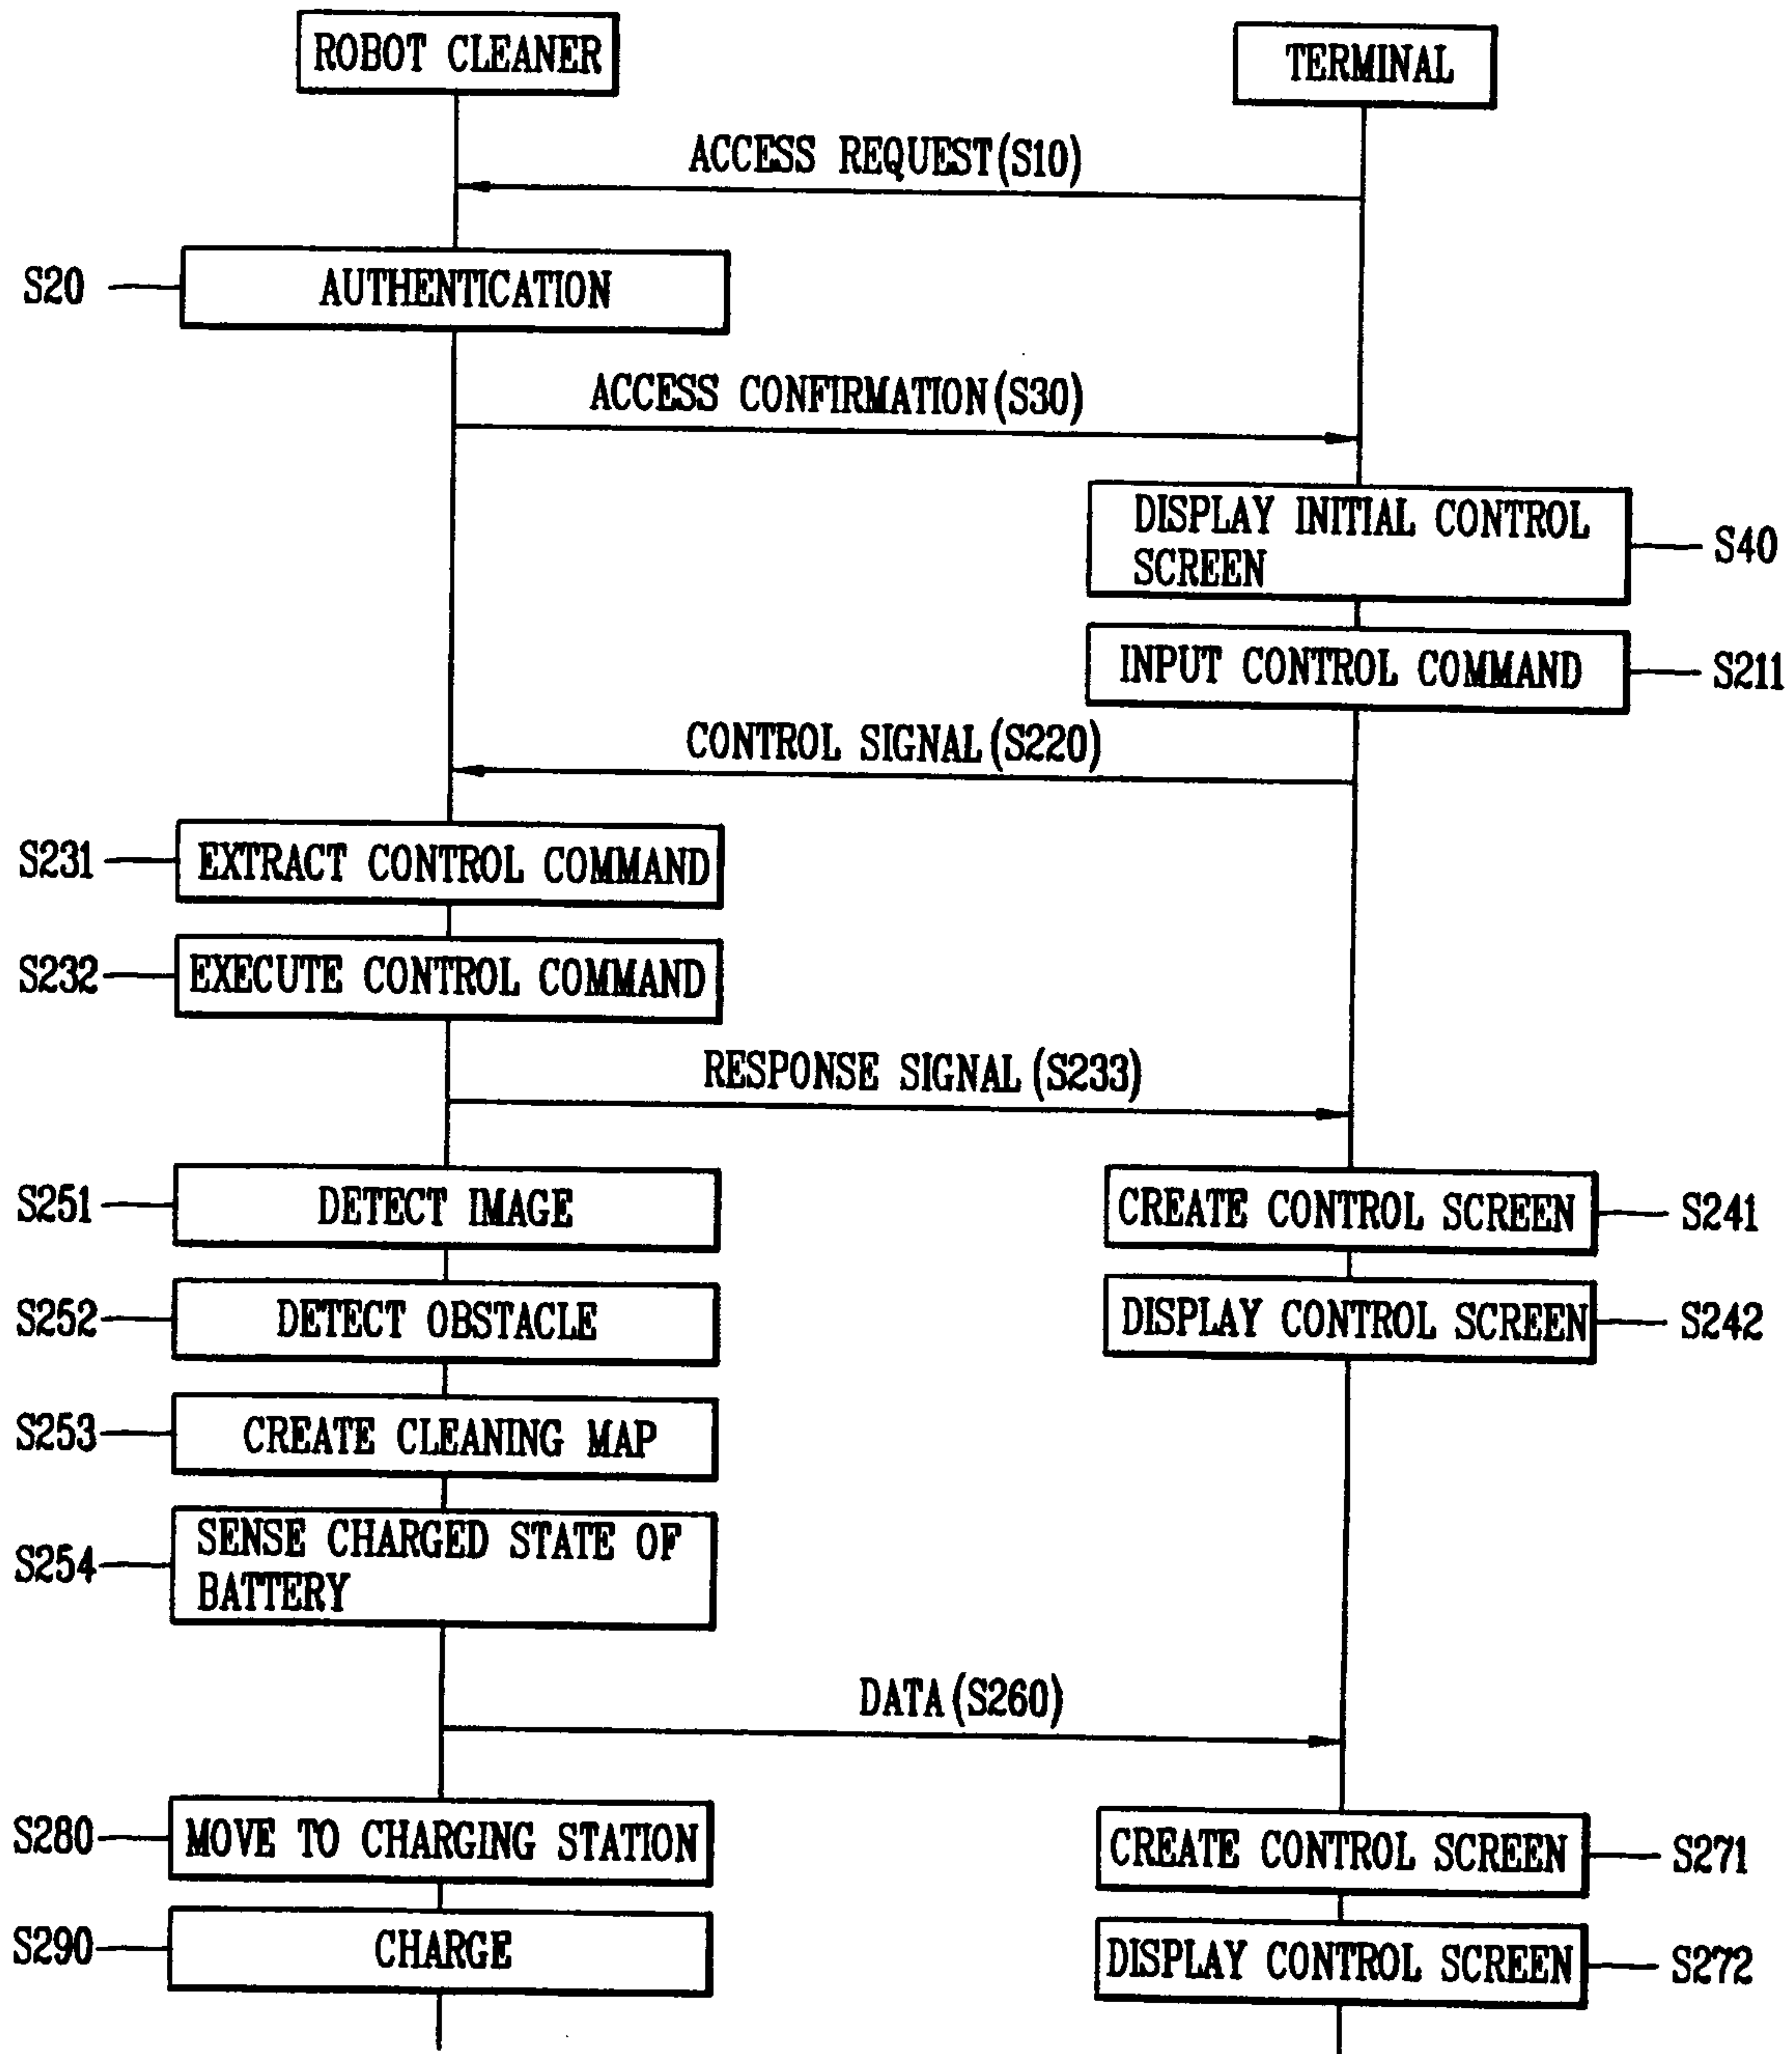 ROBOT CLEANER
TERMINAL
ACCESS REQUEST(S10)
S20
AUTHENTICATION
ACCESS CONFIRMATION(S30)
DISPLAY INITIAL CONTROL
SCREEN
S40
INPUT CONTROL COMMAND
S211
CONTROL SIGNAL(S220)
S231
EXTRACT CONTROL COMMAND
S232
EXECUTE CONTROL COMMAND
RESPONSE SIGNAL(S233)
S251
DETECT IMAGE
CREATE CONTROL SCREEN
S241
S252
DETECT OBSTACLE
DISPLAY CONTROL SCREEN
S242
S253
CREATE CLEANING MAP
S254
SENSE CHARGED STATE OF
BATTERY
DATA(S260)
S280
MOVE TO CHARGING STATION
CREATE CONTROL SCREEN
S271
S290
CHARGE
DISPLAY CONTROL SCREEN
S272